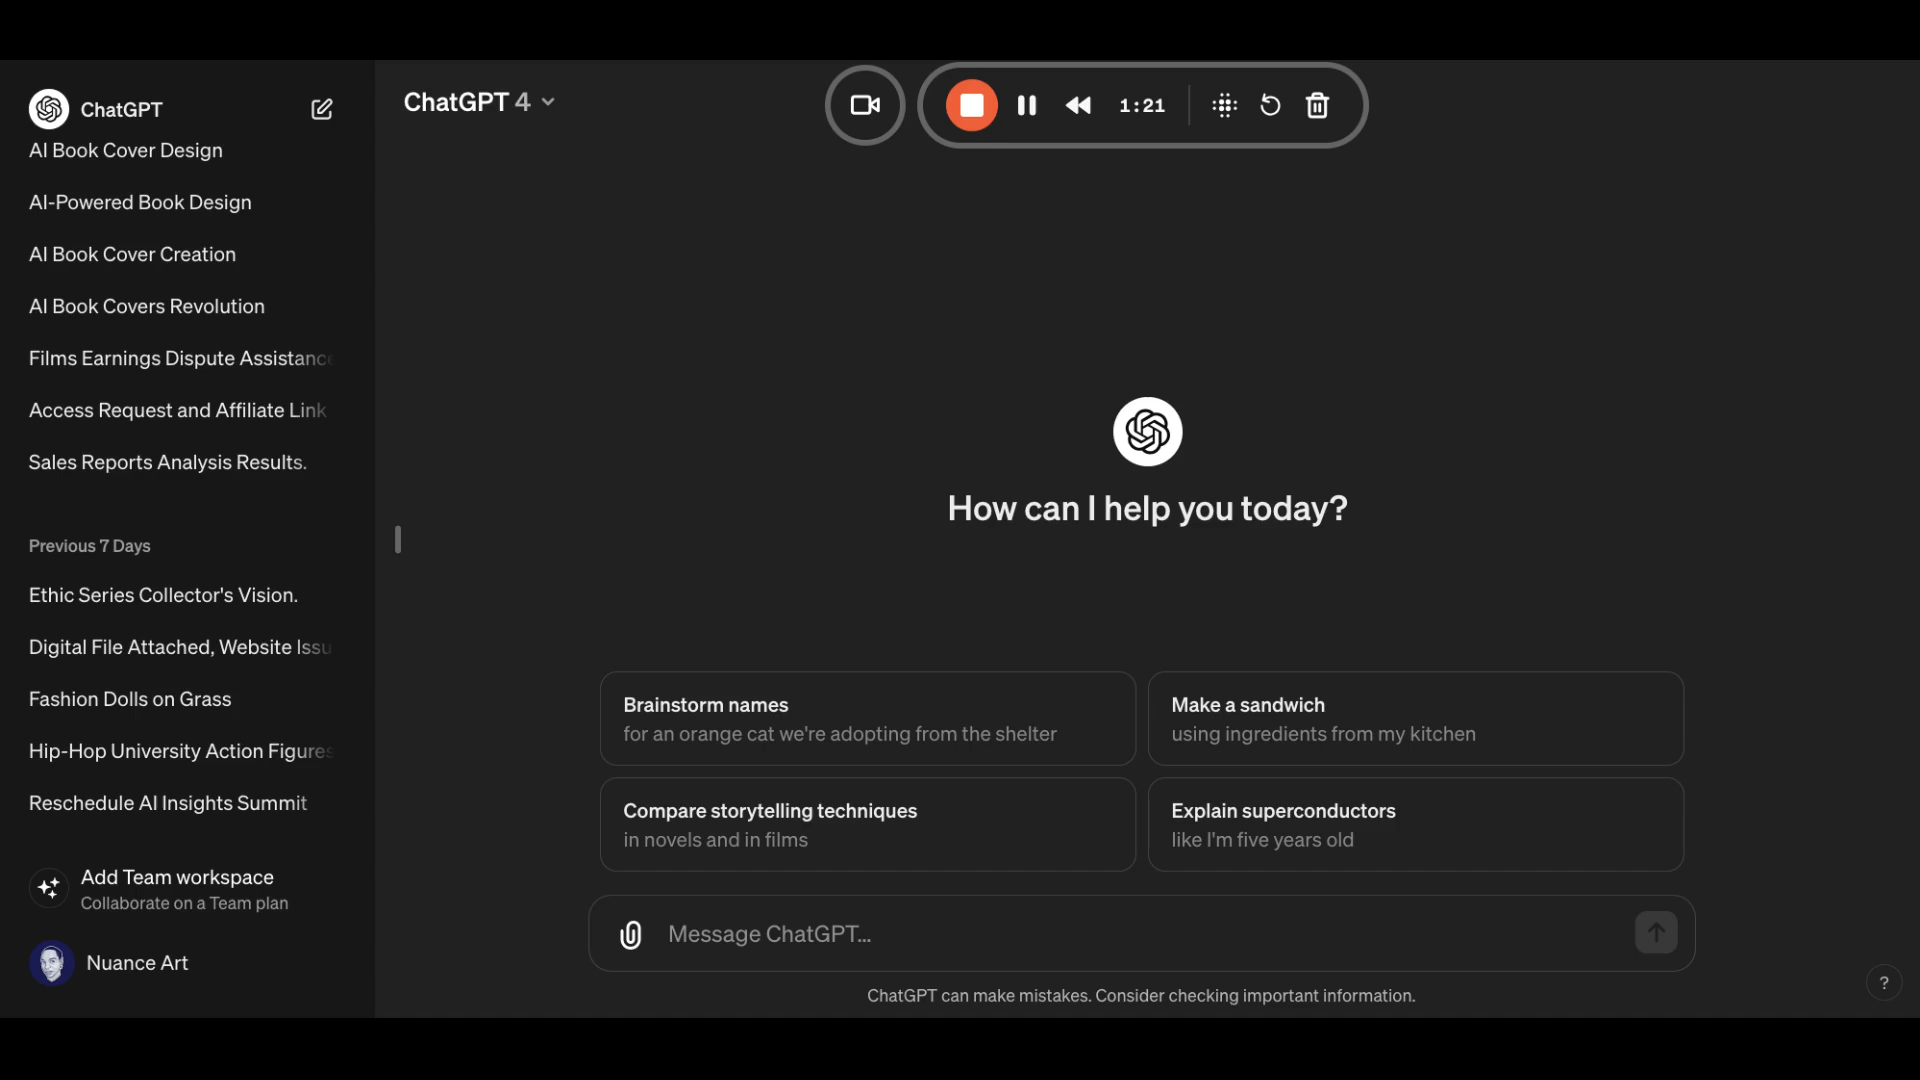 ChatGPT
AI Book Cover Design
AI-Powered Book Design
AI Book Cover Creation
AI Book Covers Revolution
Films Earnings Dispute Assistance
Access Request and Affiliate Link
Sales Reports Analysis Results.
Previous 7 Days
Ethic Series Collector's Vision.
Digital File Attached, Website Issu
Fashion Dolls on Grass
Hip-Hop University Action Figures
Reschedule AI Insights Summit
Add Team workspace
Collaborate on a Team plan
Nuance Art
ChatGPT 4
1:21
How can I help you today?
Brainstorm names
for an orange cat we're adopting from the shelter
Make a sandwich
using ingredients from my kitchen
Compare storytelling techniques
in novels and in films
Explain superconductors
like I'm five years old
Message ChatGPT...
ChatGPT can make mistakes. Consider checking important information.
?